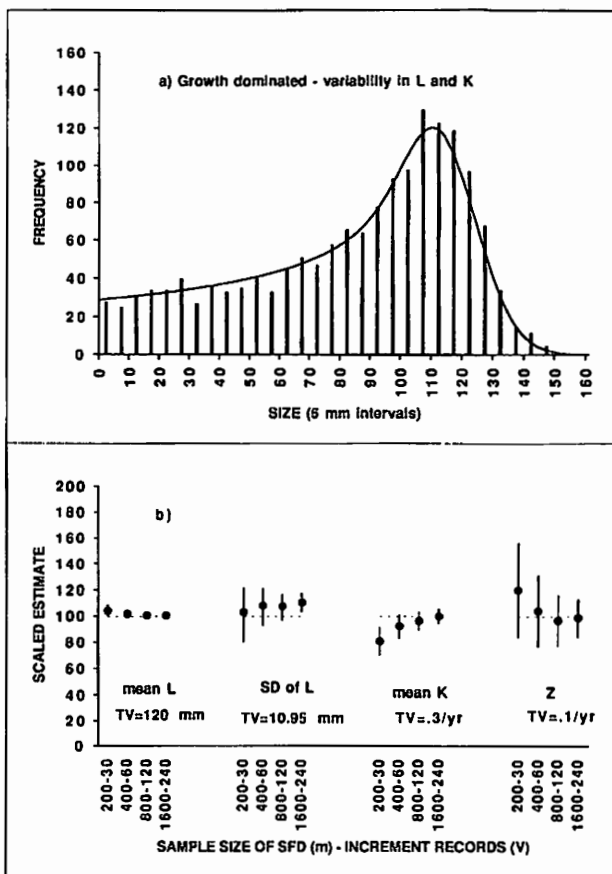 a) Growth dominated - variability in L and K
FREQUENCY
160
140
120
100
80
60
40
20
0
0 10 20 30 40 50 60 70 80 90 100 110 120 130 140 150 160
SIZE (5 mm intervals)
b)
SCALED ESTIMATE
200
180
160
140
120
100
80
60
40
20
0
mean L SD of L mean K Z
TV=120 mm TV=10.95 mm TV=.3/yr TV=.1/yr
200-30 400-60 800-120 1600-240 200-30 400-60 800-120 1600-240 200-30 400-60 800-120 1600-240 200-30 400-60 800-120 1600-240
SAMPLE SIZE OF SFD (m) - INCREMENT RECORDS (V)